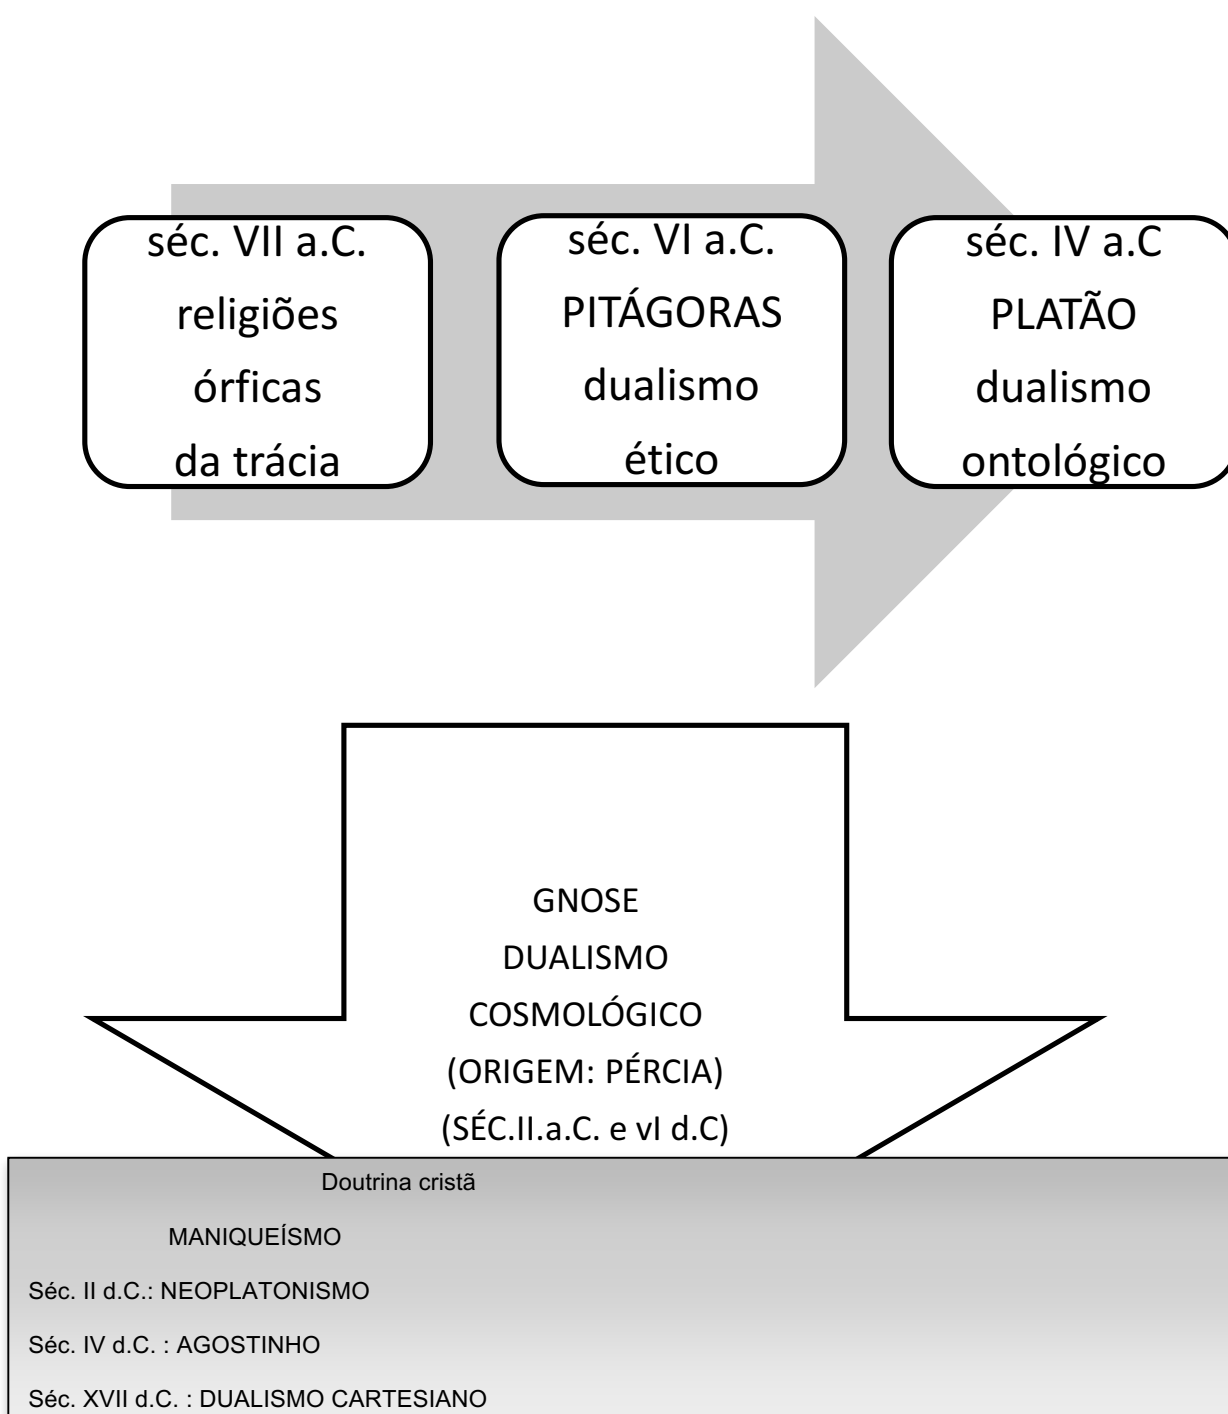 séc. VII a.C.
religiões
órficas
da trácia
séc. VI a.C.
PITÁGORAS
dualismo
ético
séc. IV a.C
PLATÃO
dualismo
ontológico
GNOSE
DUALISMO
COSMOLÓGICO
(ORIGEM: PÉRCIA)
(SÉC.II.a.C. e vI d.C)
Doutrina cristã
MANIQUEÍSMO
Séc. II d.C.: NEOPLATONISMO
Séc. IV d.C. : AGOSTINHO
Séc. XVII d.C. : DUALISMO CARTESIANO